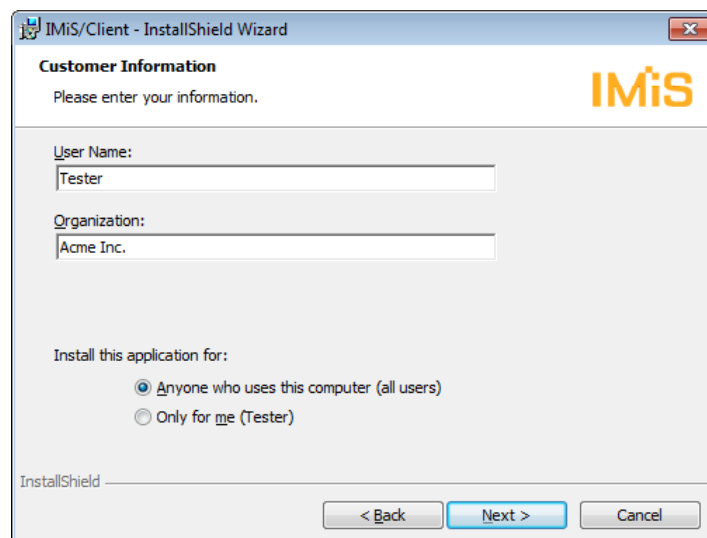 IMiS/Client - InstallShield Wizard
Customer Information
Please enter your information.
IMiS
User Name:
Tester
Organization:
Acme Inc.
Install this application for:
Anyone who uses this computer (all users)
Only for me (Tester)
InstallShield
< Back Next > Cancel